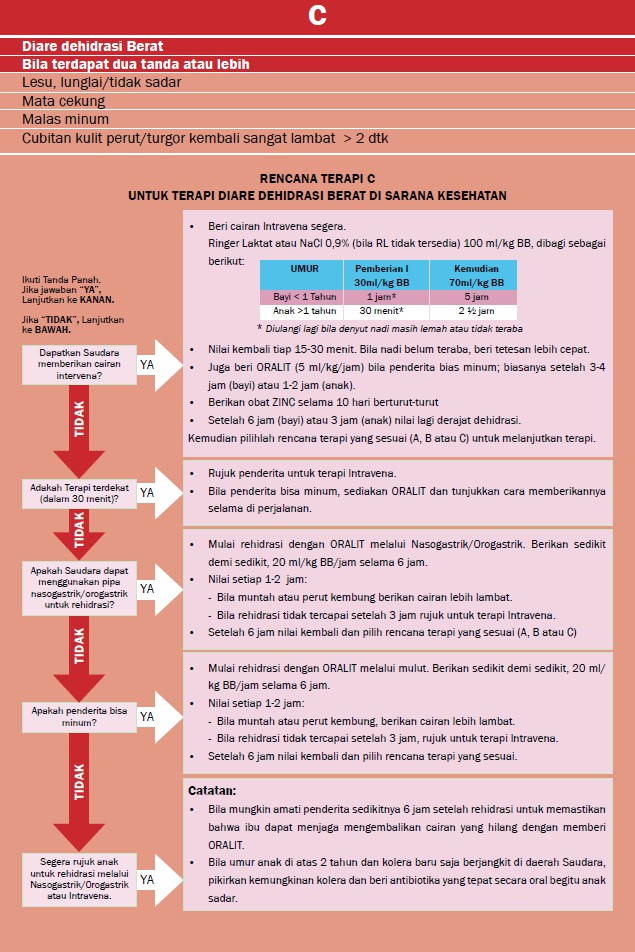 C
Diare dehidrasi Berat
Bila terdapat dua tanda atau lebih
Lesu, lunglai/tidak sadar
Mata cekung
Malas minum
Cubitan kulit perut/turgor kembali sangat lambat > 2 dtk
RENCANA TERAPI C
UNTUK TERAPI DIARE DEHIDRASI BERAT DI SARANA KESEHATAN
Ikuti Tanda Panah.
Jika jawaban “YA”,
Lanjutkan ke KANAN.
Jika “TIDAK”, Lanjutkan
ke BAWAH.
Dapatkan Saudara
memberikan cairan
intervena?
YA
• Beri cairan Intravena segera.
Ringer Laktat atau NaCl 0,9% (bila RL tidak tersedia) 100 ml/kg BB, dibagi sebagai
berikut:
UMUR Pemberian I Kemudian
30ml/kg BB 70ml/kg BB
Bayi < 1 Tahun 1 jam* 5 jam
Anak >1 tahun 30 menit* 2 ½ jam
* Diulangi lagi bila denyut nadi masih lemah atau tidak teraba
• Nilai kembali tiap 15-30 menit. Bila nadi belum teraba, beri tetesan lebih cepat.
• Juga beri ORALIT (5 ml/kg/jam) bila penderita bias minum; biasanya setelah 3-4
jam (bayi) atau 1-2 jam (anak).
• Berikan obat ZINC selama 10 hari berturut-turut
• Setelah 6 jam (bayi) atau 3 jam (anak) nilai lagi derajat dehidrasi.
Kemudian pilihlah rencana terapi yang sesuai (A, B atau C) untuk melanjutkan terapi.
TIDAK
Adakah Terapi terdekat
(dalam 30 menit)?
YA
• Rujuk penderita untuk terapi Intravena.
• Bila penderita bisa minum, sediakan ORALIT dan tunjukkan cara memberikannya
selama di perjalanan.
TIDAK
Apakah Saudara dapat
menggunakan pipa
nasogastrik/orogastrik
untuk rehidrasi?
YA
• Mulai rehidrasi dengan ORALIT melalui Nasogastrik/Orogastrik. Berikan sedikit
demi sedikit, 20 ml/kg BB/jam selama 6 jam.
• Nilai setiap 1-2 jam:
- Bila muntah atau perut kembung berikan cairan lebih lambat.
- Bila rehidrasi tidak tercapai setelah 3 jam rujuk untuk terapi Intravena.
• Setelah 6 jam nilai kembali dan pilih rencana terapi yang sesuai (A, B atau C)
TIDAK
Apakah penderita bisa
minum?
YA
• Mulai rehidrasi dengan ORALIT melalui mulut. Berikan sedikit demi sedikit, 20 ml/
kg BB/jam selama 6 jam.
• Nilai setiap 1-2 jam:
- Bila muntah atau perut kembung, berikan cairan lebih lambat.
- Bila rehidrasi tidak tercapai setelah 3 jam, rujuk untuk terapi Intravena.
• Setelah 6 jam nilai kembali dan pilih rencana terapi yang sesuai.
TIDAK
Segera rujuk anak
untuk rehidrasi melalui
Nasogastrik/Orogastrik
atau Intravena.
YA
Catatan:
• Bila mungkin amati penderita sedikitnya 6 jam setelah rehidrasi untuk memastikan
bahwa ibu dapat menjaga mengembalikan cairan yang hilang dengan memberi
ORALIT.
• Bila umur anak di atas 2 tahun dan kolera baru saja berjangkit di daerah Saudara,
pikirkan kemungkinan kolera dan beri antibiotika yang tepat secara oral begitu anak
sadar.